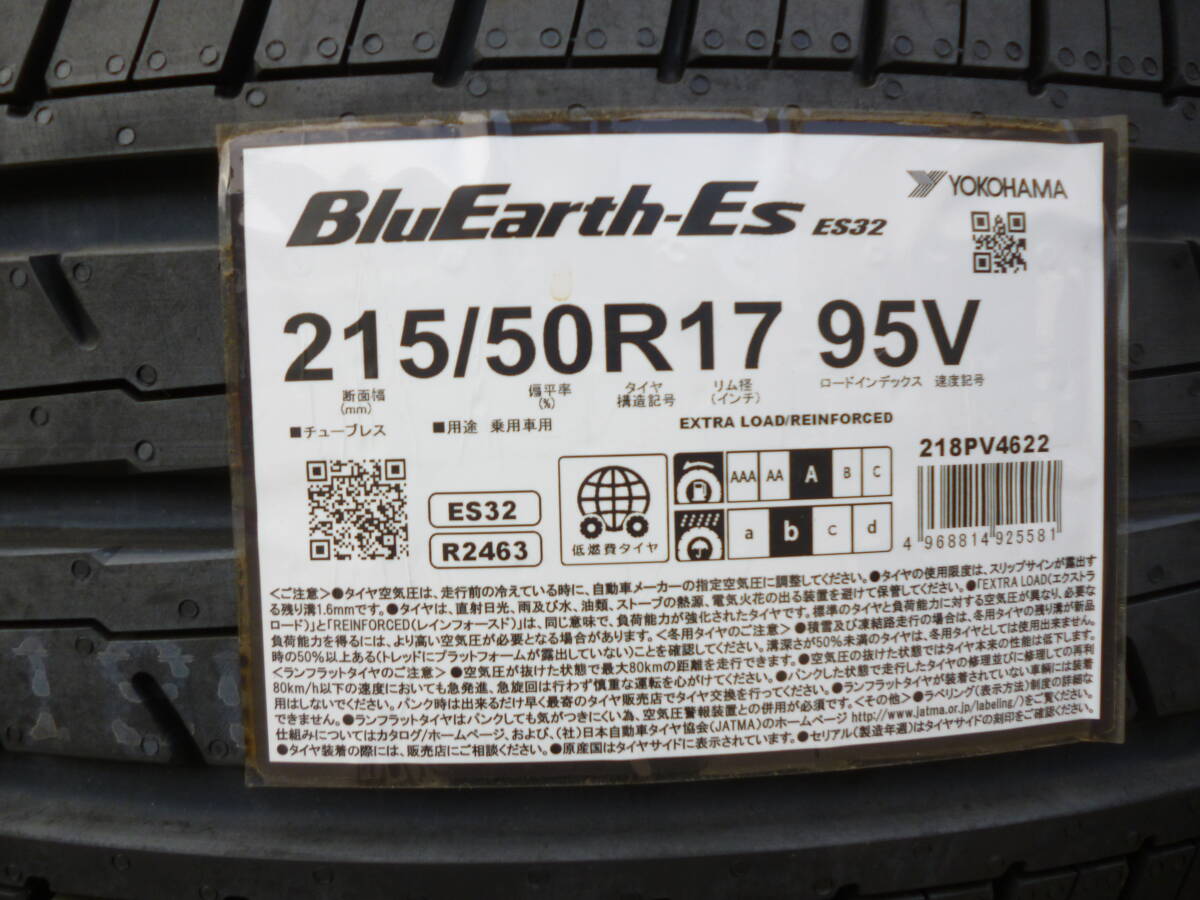 YOKOHAMA
BluEarth-Es ES32
215/50R17 95V
断面幅 (mm)
偏平率 (%)
タイヤ構造記号
リム径 (インチ)
ロードインデックス
速度記号
■チューブレス
■用途 乗用車用
EXTRA LOAD/REINFORCED
218PV4622
ES32
R2463
低燃費タイヤ
AAA AA A B C
a b c d
4 968814 925581
<ご注意>●タイヤ空気圧は、走行前の冷えている時に、自動車メーカーの指定空気圧に調整してください。●タイヤの使用限度は、スリップサインが露出す
る残り溝1.6mmです。●タイヤは、直射日光、雨及び水、油類、ストーブの熱源、電気火花の出る装置を避けて保管してください。●「EXTRA LOAD(エクストラ
ロード)」と「REINFORCED(レインフォースド)」は、同じ意味で、負荷能力が強化されたタイヤです。標準のタイヤと負荷能力に対する空気圧が異なり、必要な
負荷能力を得るには、より高い空気圧が必要となる場合があります。<冬用タイヤのご注意>●積雪及び凍結路走行の場合は、冬用タイヤの残り溝が新品
時の50%以上ある(トレッドにプラットフォームが露出していない)ことを確認してください。溝深さが50%未満のタイヤは、冬用タイヤとしては使用出来ません。
<ランフラットタイヤのご注意>●空気圧が抜けた状態で最大80kmの距離を走行できます。●空気圧の抜けた状態ではタイヤ本来の性能は低下します。
80km/h以下の速度においても急発進、急旋回は行わず慎重な運転を心がけてください。●パンクした状態で走行したタイヤの修理並びに修理しての再利
用はしないでください。パンク時は出来るだけ早く最寄のタイヤ販売店でタイヤ交換を行ってください。●ランフラットタイヤが装着されていない車輌には装着
できません。●ランフラットタイヤはパンクしても気がつきにくい為、空気圧警報装置との併用が必須です。<その他>●ラベリング(表示方法)制度の詳細な
仕組みについてはカタログ/ホームページ、および、(社)日本自動車タイヤ協会(JATMA)のホームページ http://www.jatma.or.jp/labeling/)をご覧ください。
●タイヤ装着の際には、販売店にご相談ください。●原産国はタイヤサイドに表示されています。●セリアル(製造年週)はタイヤサイドの刻印をご確認ください。